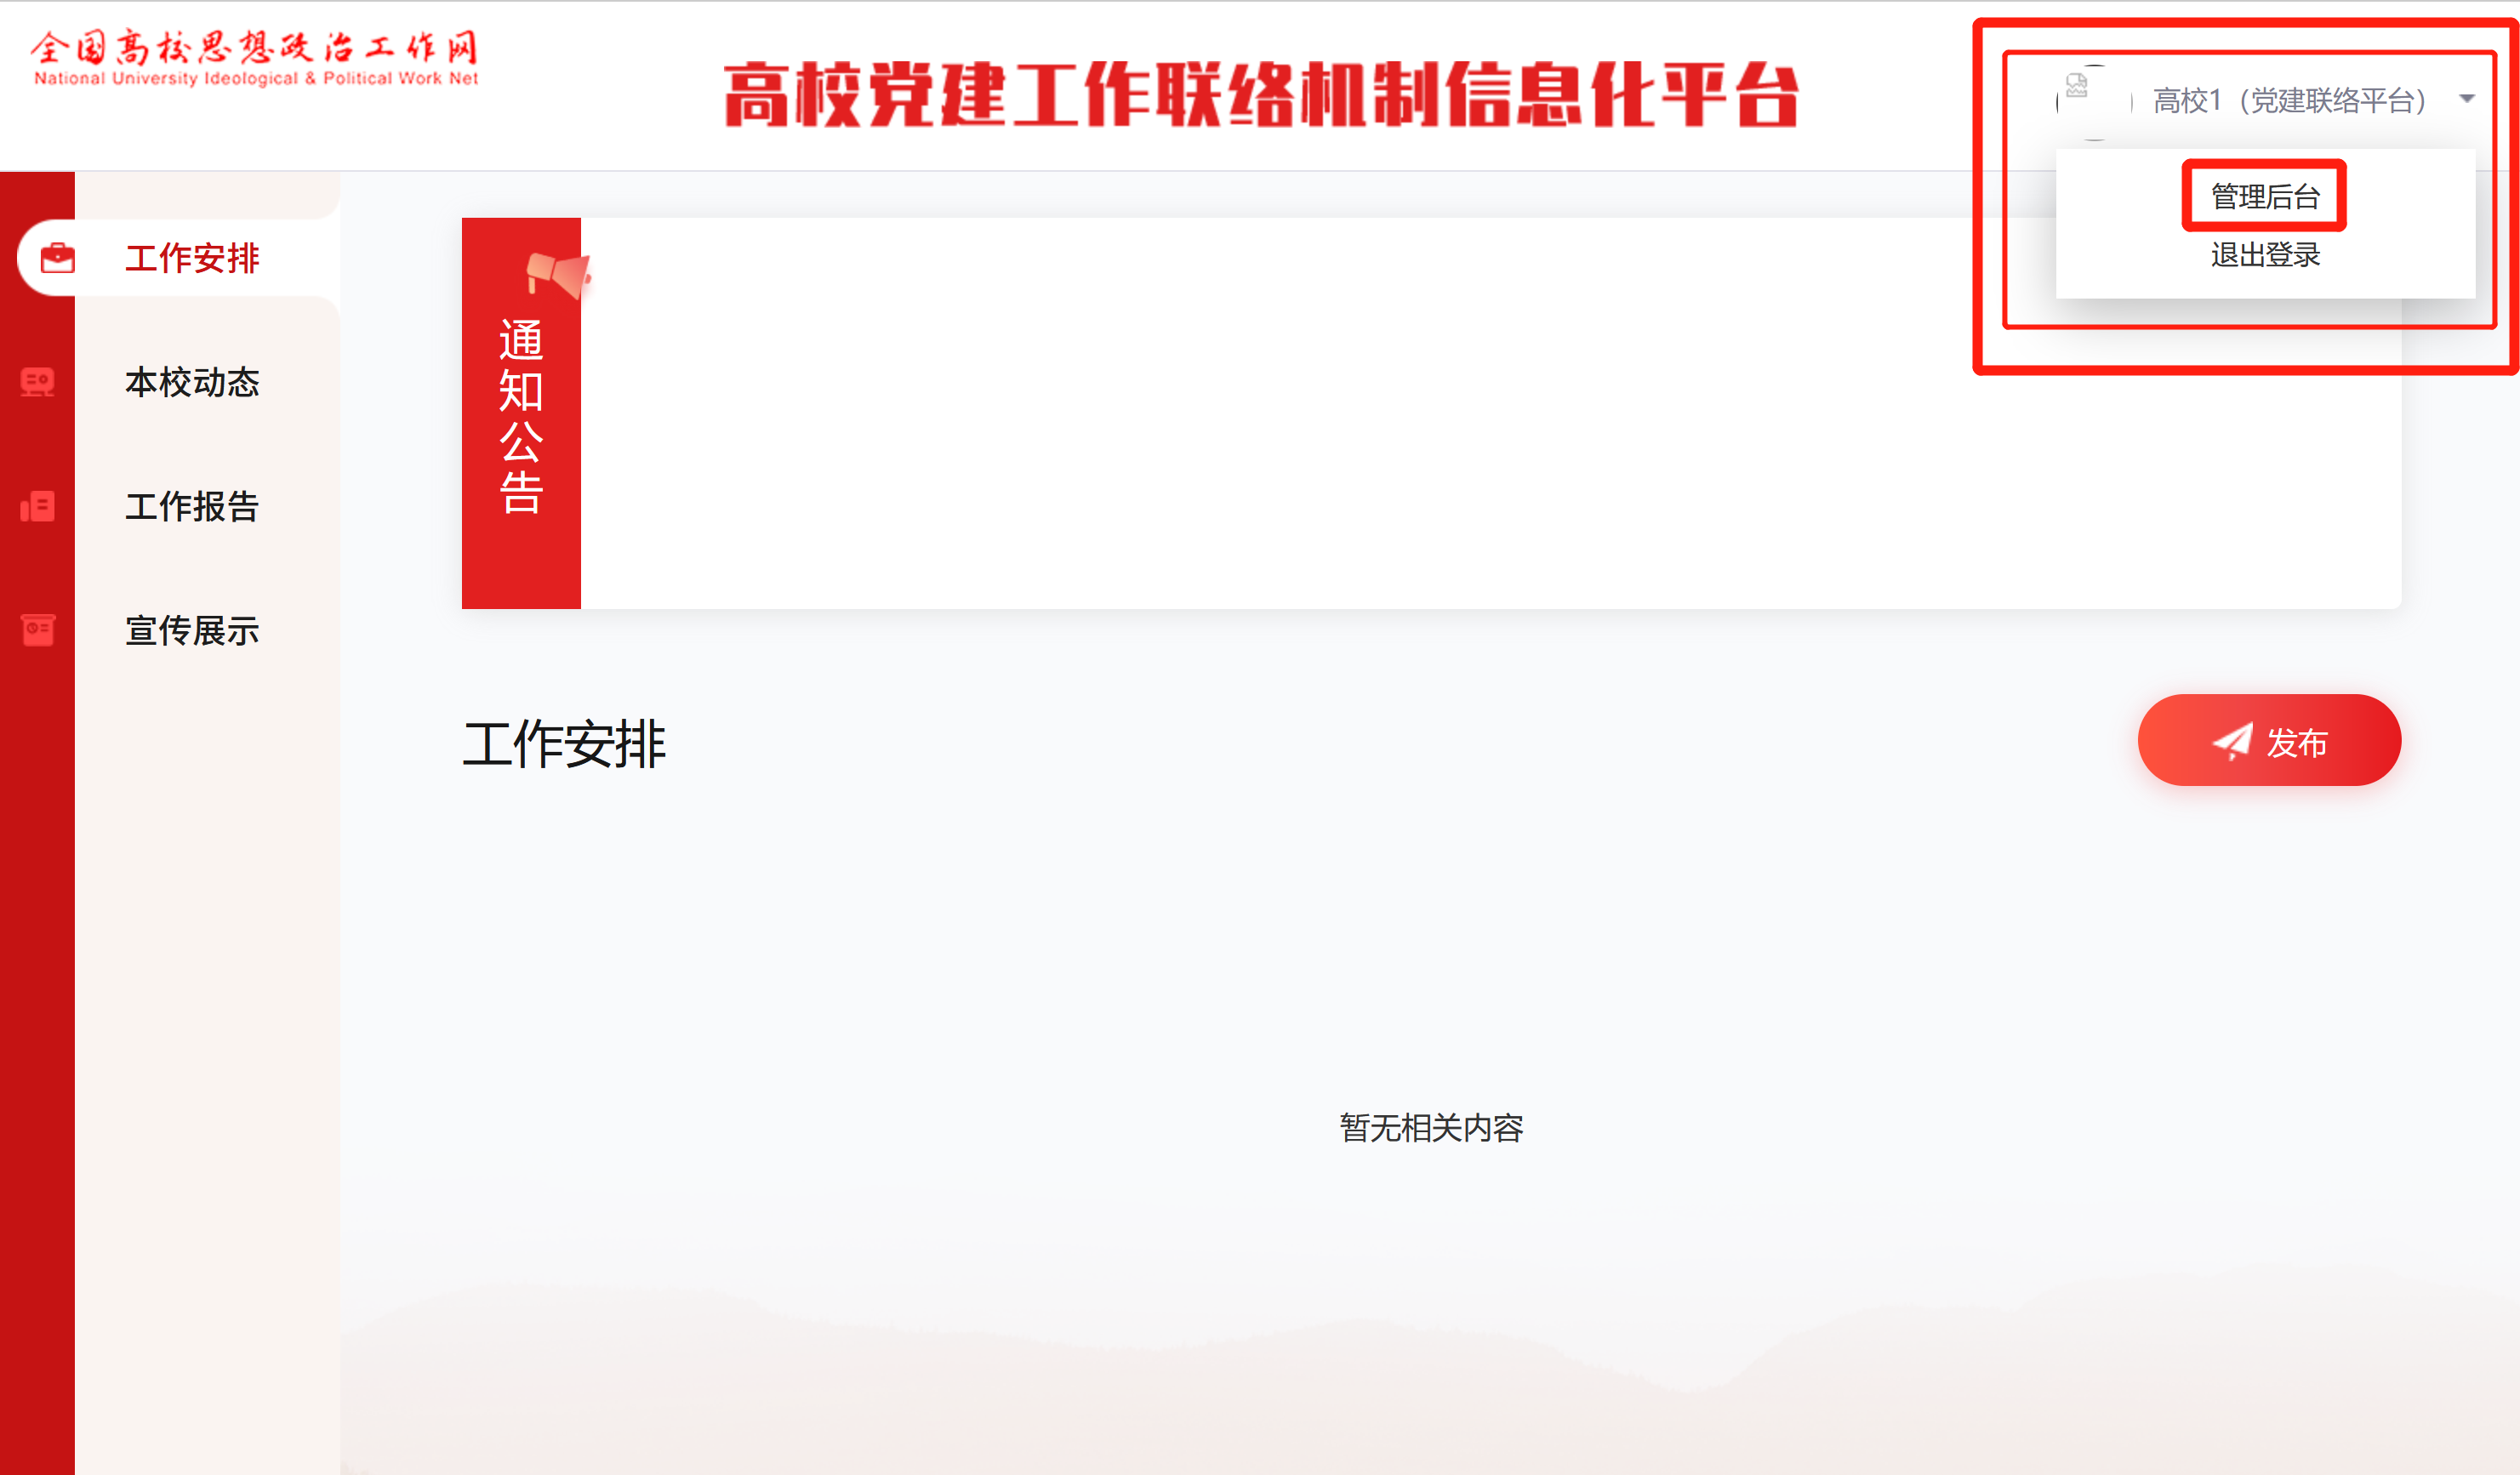 全国高校思想政治工作网
National University Ideological & Political Work Net
高校党建工作联络机制信息化平台
高校1（党建联络平台）
管理后台
退出登录
工作安排
本校动态
工作报告
宣传展示
通知公告
工作安排
发布
暂无相关内容